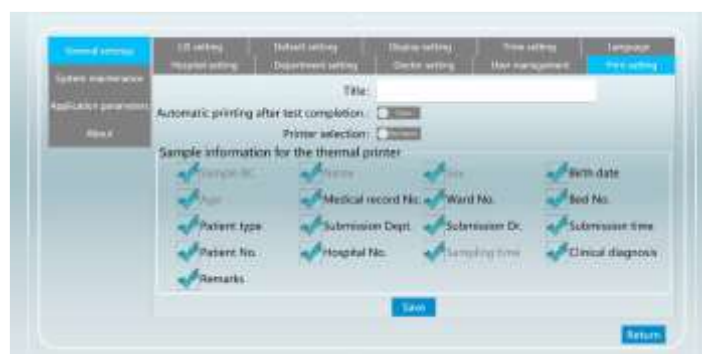 General settings
LIS setting Default setting Display setting Time setting Language
Hospital setting Department setting Doctor setting User management Print setting
System maintenance
Application parameters
About
Title:
Automatic printing after test completion:
Printer selection:
Sample information for the thermal printer
Sample BC Name Sex Birth date
Age Medical record No. Ward No. Bed No.
Patient type Submission Dept. Submission Dr. Submission time
Patient No. Hospital No. Sampling time Clinical diagnosis
Remarks
Save
Return